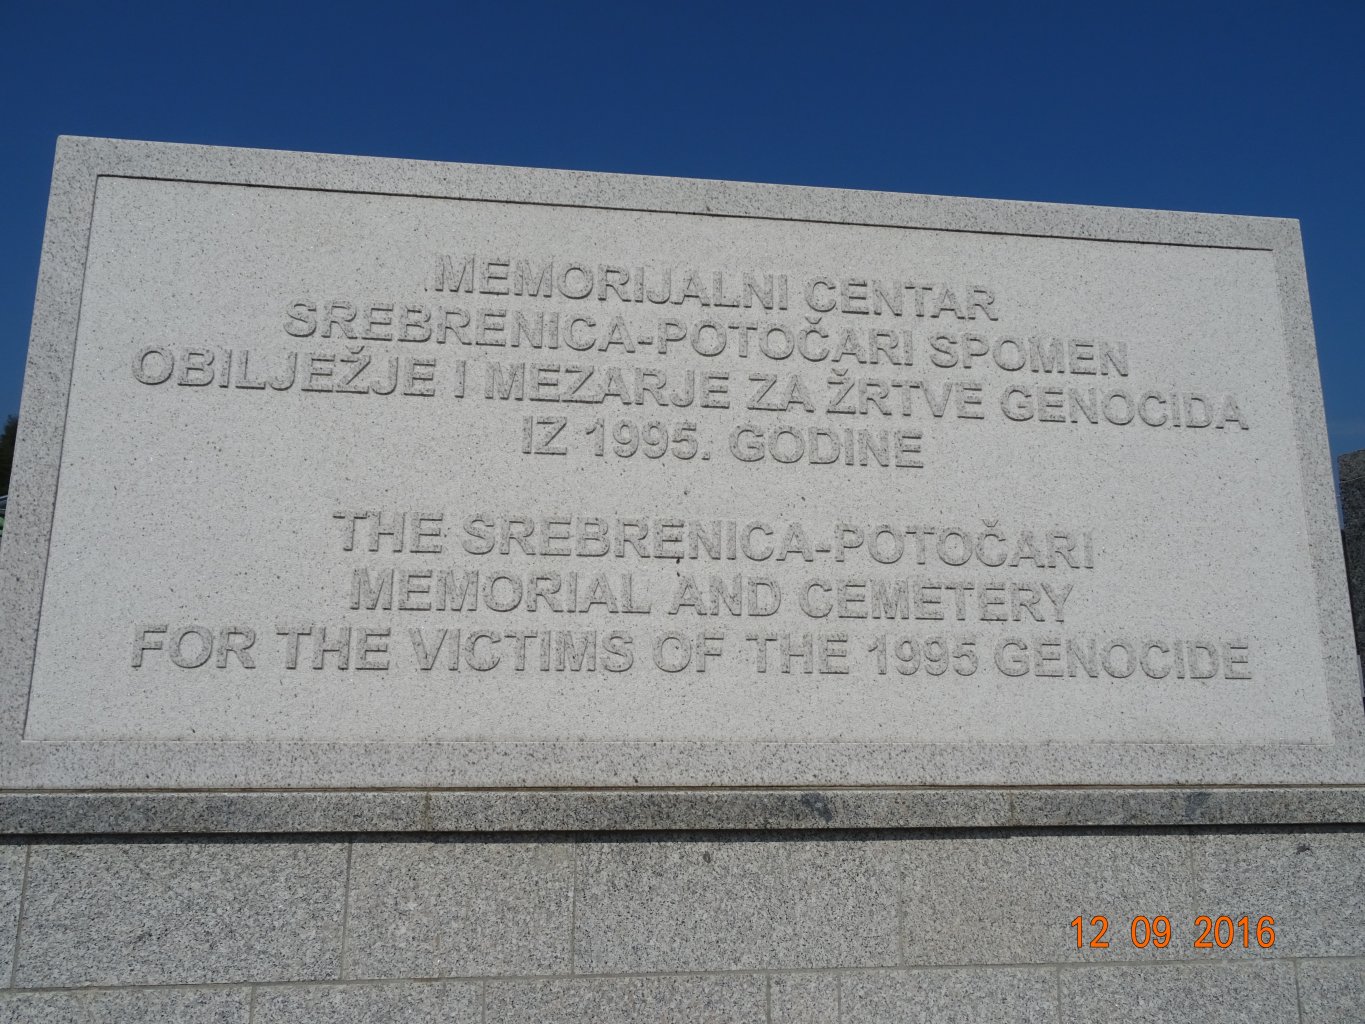 MEMORIJALNI CENTAR
SREBRENICA-POTOČARI SPOMEN
OBILJEŽJE I MEZARJE ZA ŽRTVE GENOCIDA
IZ 1995. GODINE
THE SREBRENICA-POTOČARI
MEMORIAL AND CEMETERY
FOR THE VICTIMS OF THE 1995 GENOCIDE
12 09 2016